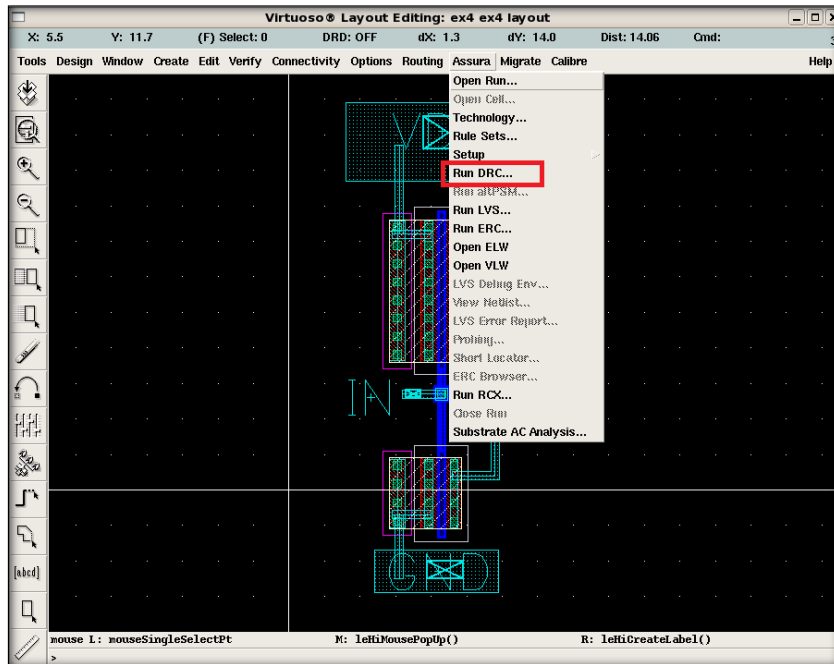 Virtuoso® Layout Editing: ex4 ex4 layout
X: 5.5 Y: 11.7 (F) Select: 0 DRD: OFF dX: 1.3 dY: 14.0 Dist: 14.06 Cmd:
Tools Design Window Create Edit Verify Connectivity Options Routing Assura Migrate Calibre Help
Open Run...
Open Cell...
Technology...
Rule Sets...
Setup
Run DRC...
Run altPSM...
Run LVS...
Run ERC...
Open ELW
Open VLW
LVS Debug Env...
View Netlist...
LVS Error Report...
Probing...
Short Locator...
ERC Browser...
Run RCX...
Close Run
Substrate AC Analysis...
IN
GND
[abcd]
mouse L: mouseSingleSelectPt M: leHiMousePopUp() R: leHiCreateLabel()
>